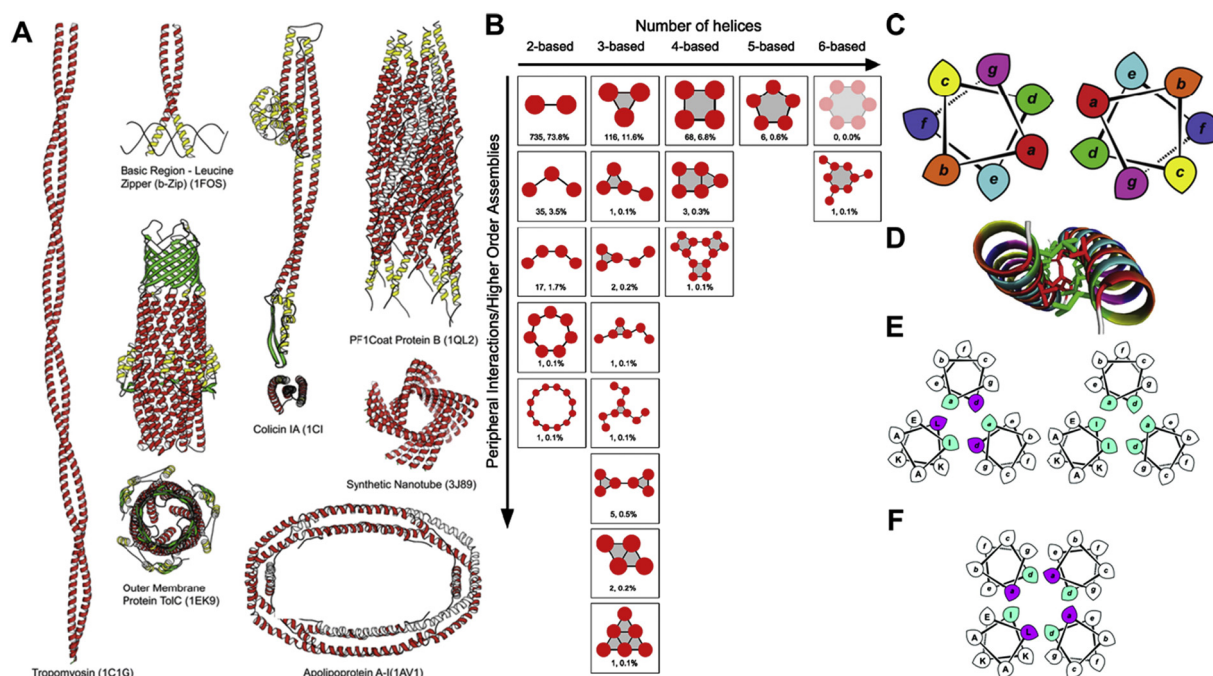 A
Basic Region - Leucine
Zipper (b-Zip) (1FOS)
Colicin IA (1CI
PF1Coat Protein B (1QL2)
Synthetic Nanotube (3J89)
Outer Membrane
Protein TolC (1EK9)
Tropomyosin (1C1G)
Apolipoprotein A-I(1AV1)
B
Number of helices
2-based 3-based 4-based 5-based 6-based
Peripheral Interactions/Higher Order Assemblies
735, 73.8% 116, 11.6% 68, 6.8% 6, 0.6% 0, 0.0%
35, 3.5% 1, 0.1% 3, 0.3% 1, 0.1%
17, 1.7% 2, 0.2% 1, 0.1%
1, 0.1% 1, 0.1%
1, 0.1% 1, 0.1%
5, 0.5%
2, 0.2%
1, 0.1%
C
g e
c b
d a
f f
a d
b c
e g
D
E
f f
b c b c
e g e g
a d a d
E L a e E I a e
A I d b A I d b
K g K g
A K c f A K c f
F
c g e b
f d a f
b e a d g c
E I a e
A L d b
K K g f
A c